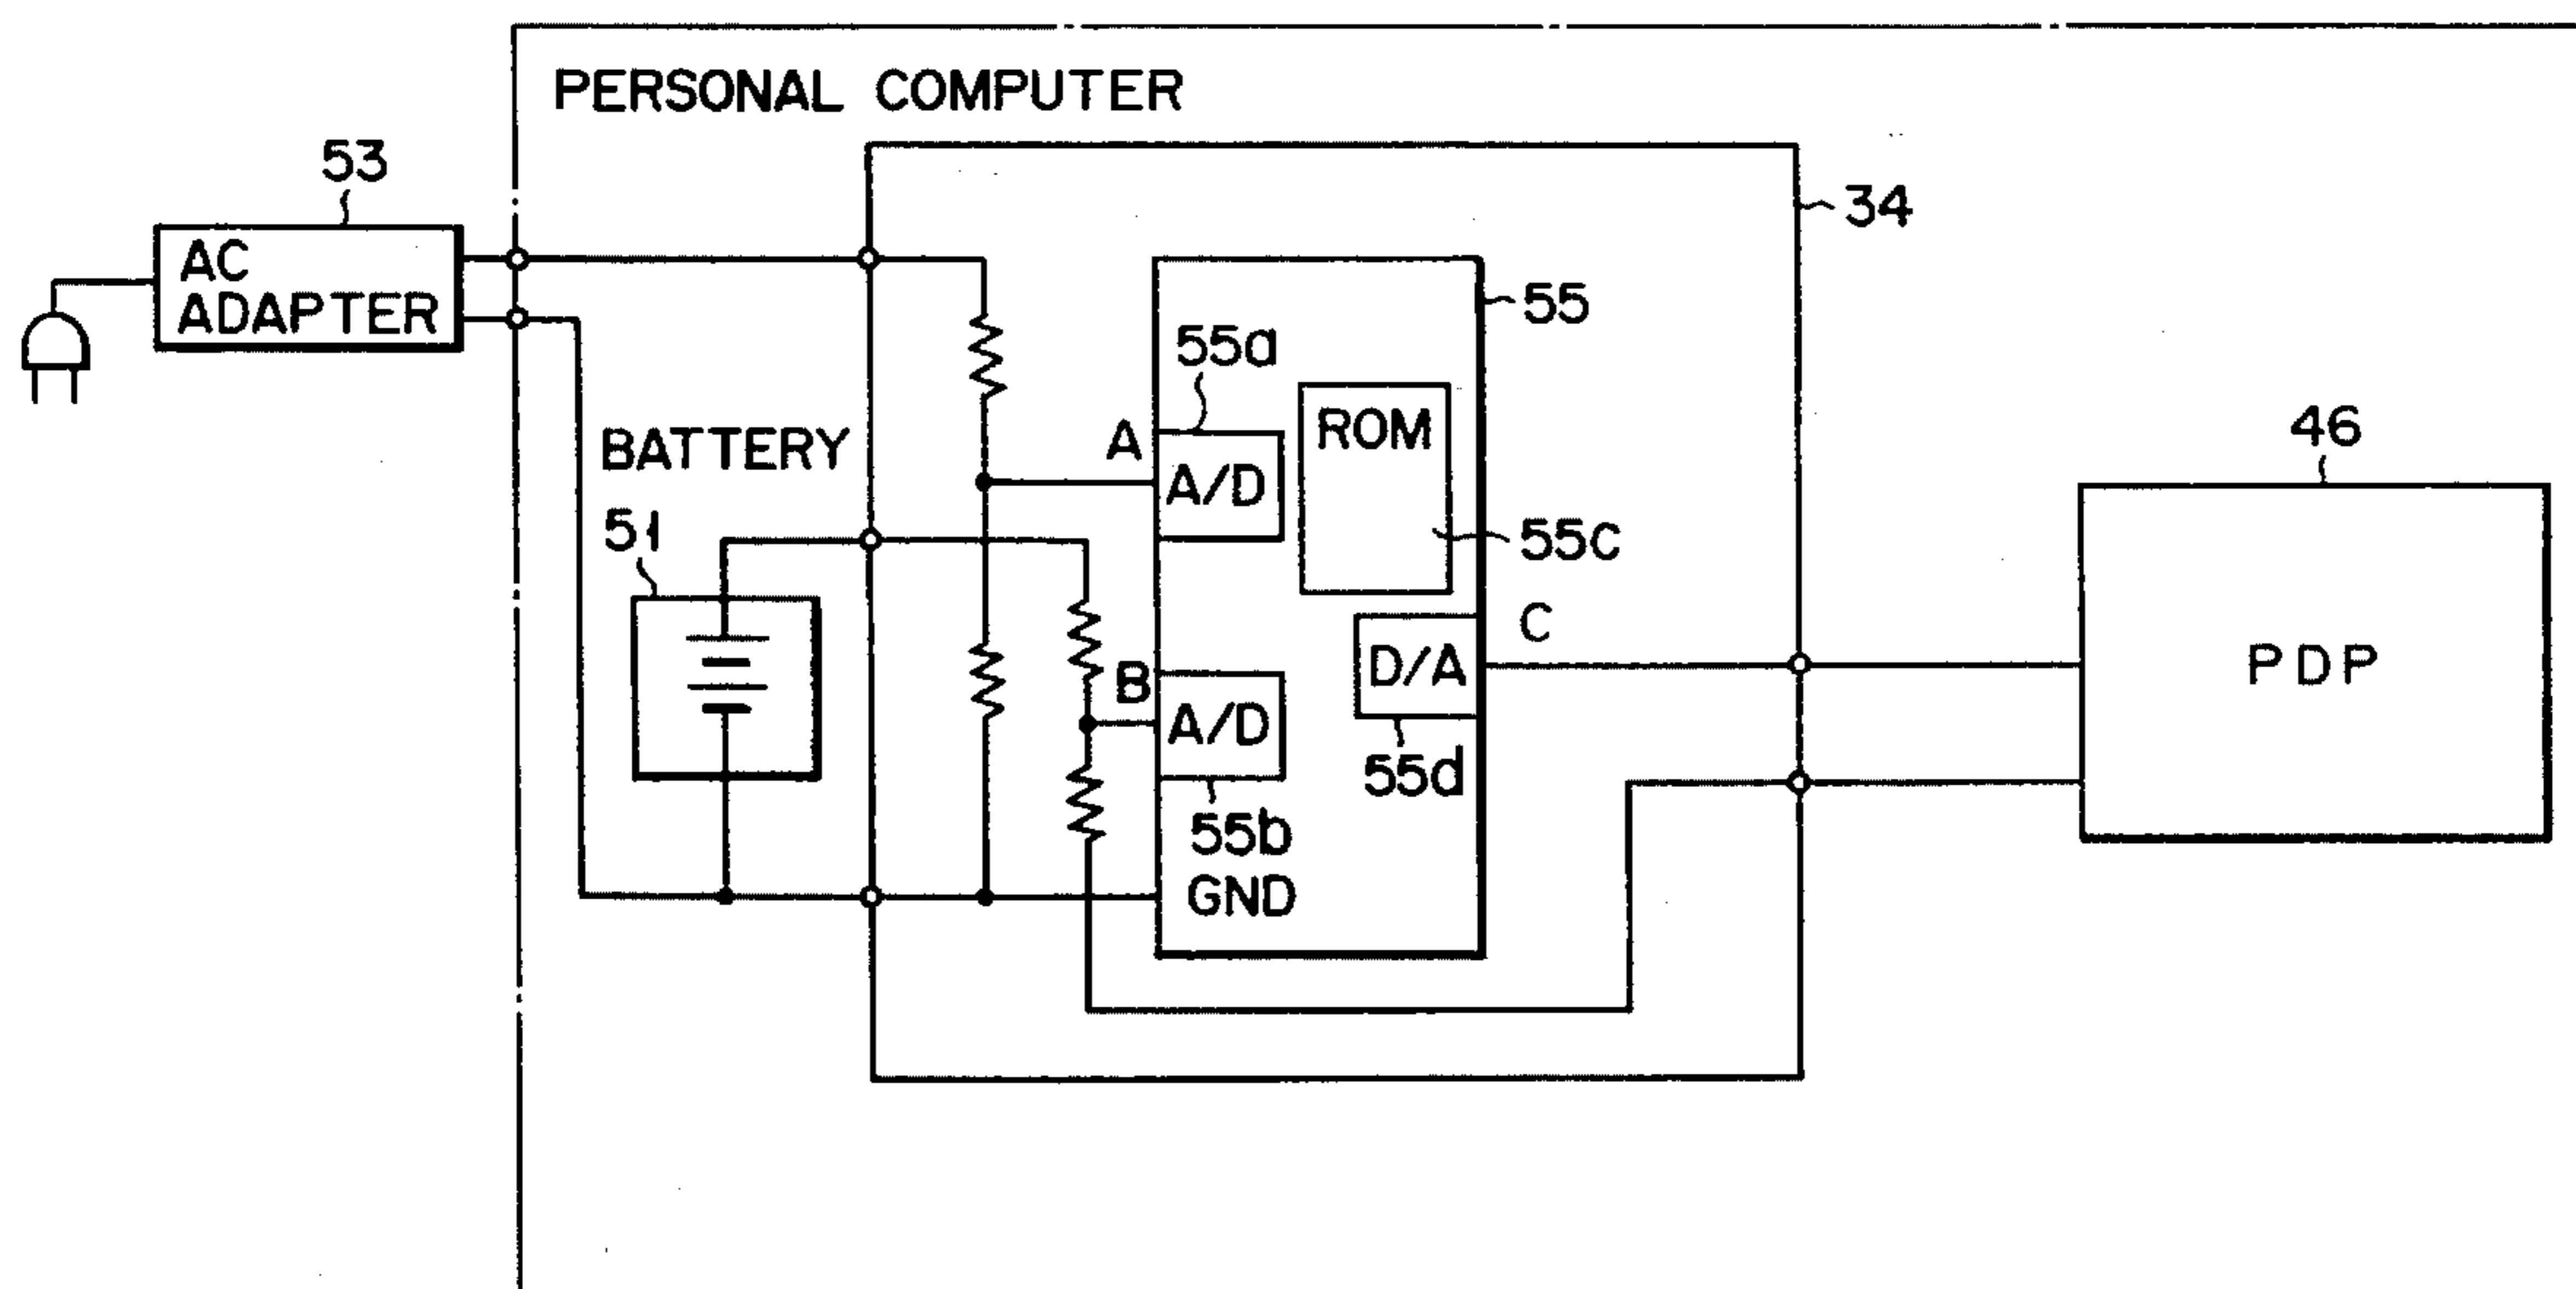 PERSONAL COMPUTER
53
AC
ADAPTER
34
55
55a
A
A/D
ROM
55c
BATTERY
51
46
PDP
C
D/A
55d
B
A/D
55b
GND